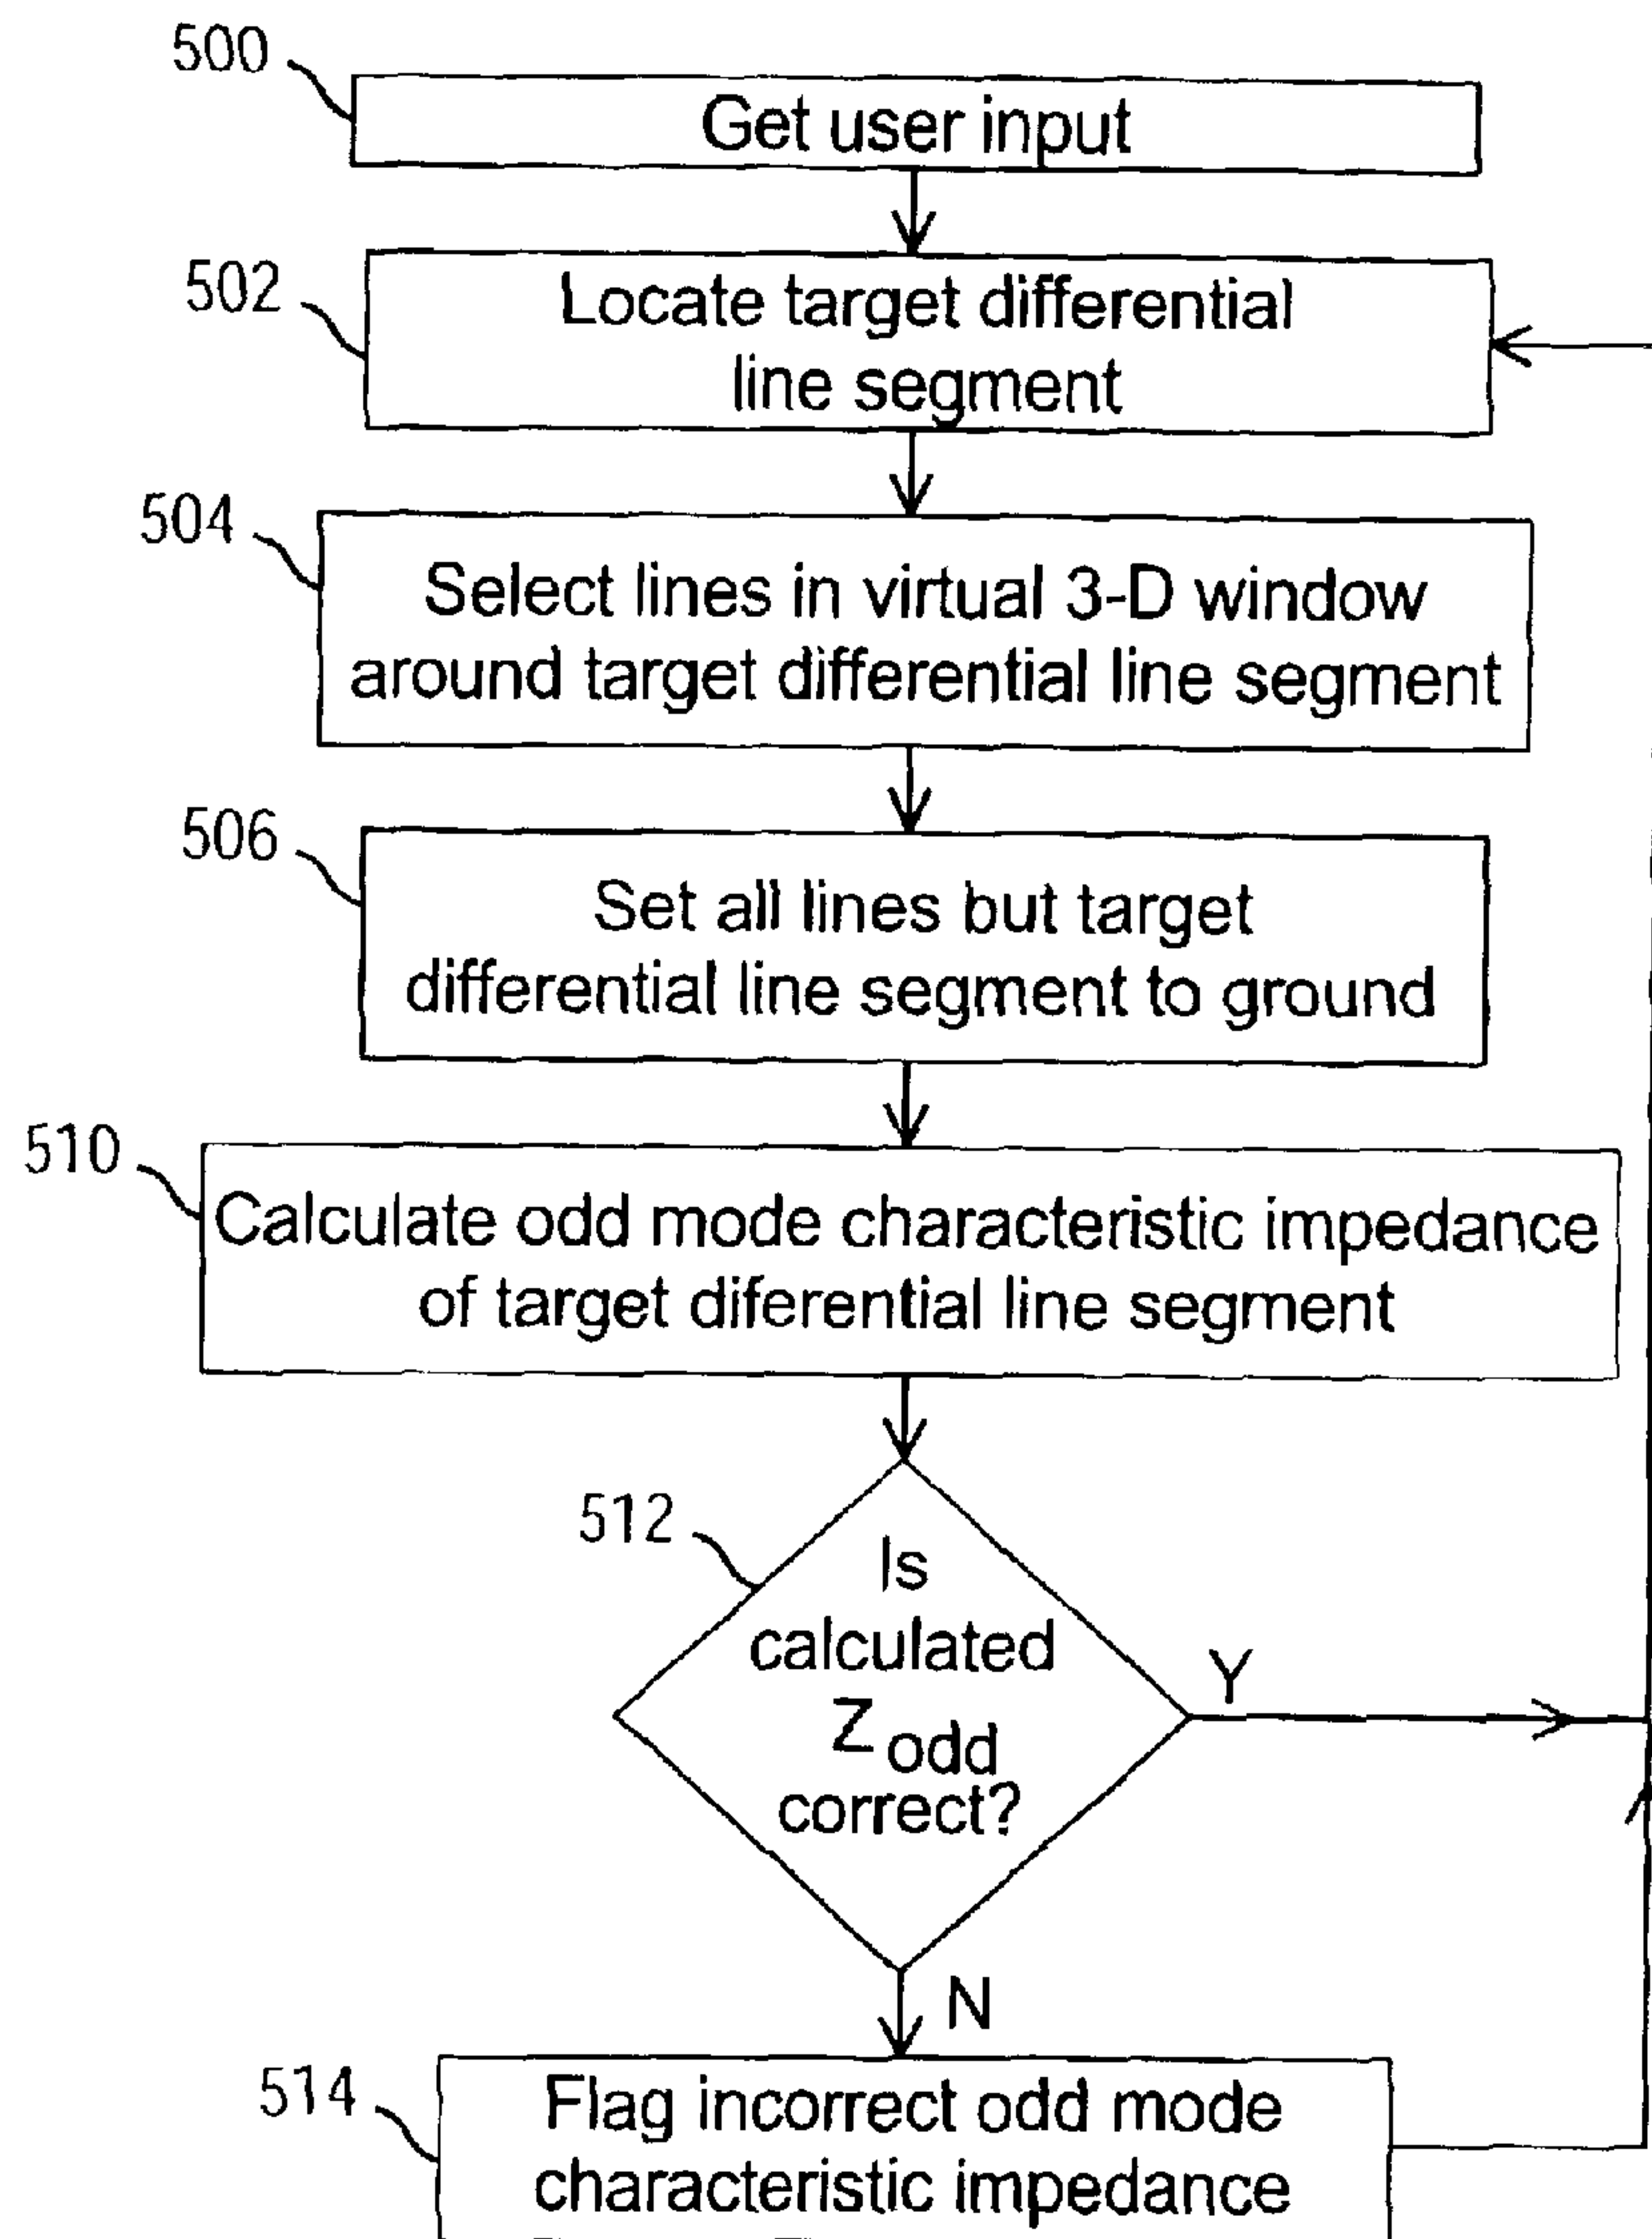 500
Get user input
502
Locate target differential
line segment
504
Select lines in virtual 3-D window
around target differential line segment
506
Set all lines but target
differential line segment to ground
510
Calculate odd mode characteristic impedance
of target diferential line segment
512
Is
calculated
Z odd
correct?
Y
N
514
Flag incorrect odd mode
characteristic impedance